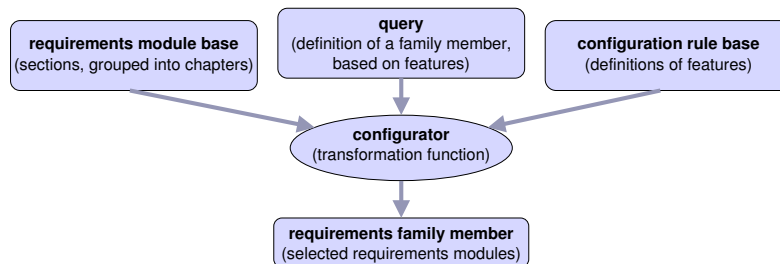 requirements module base
(sections, grouped into chapters)
query
(definition of a family member,
based on features)
configuration rule base
(definitions of features)
configurator
(transformation function)
requirements family member
(selected requirements modules)